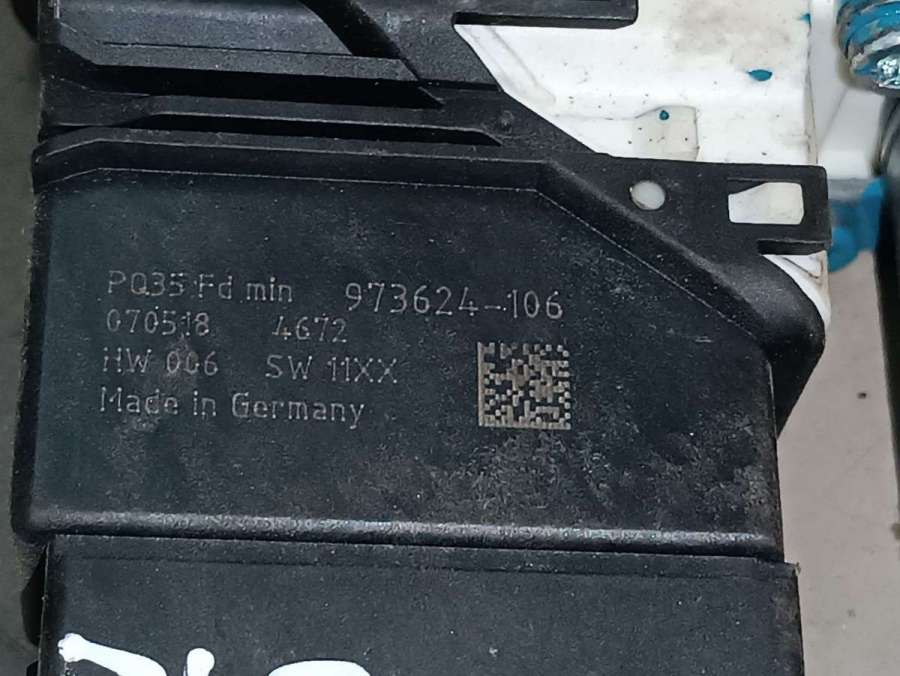 PQ35 Fd min 973624-106
070518 4672
HW 006 SW 11XX
Made in Germany